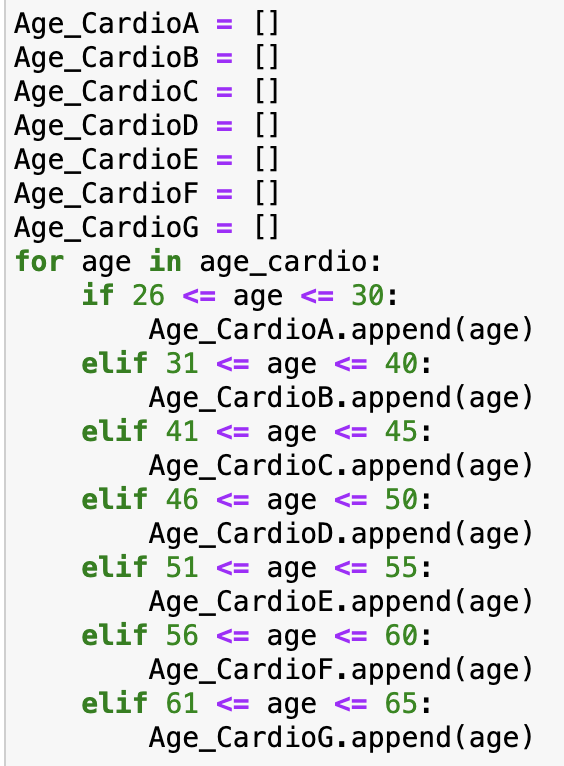 Age_CardioA = []
Age_CardioB = []
Age_CardioC = []
Age_CardioD = []
Age_CardioE = []
Age_CardioF = []
Age_CardioG = []
for age in age_cardio:
    if 26 <= age <= 30:
        Age_CardioA.append(age)
    elif 31 <= age <= 40:
        Age_CardioB.append(age)
    elif 41 <= age <= 45:
        Age_CardioC.append(age)
    elif 46 <= age <= 50:
        Age_CardioD.append(age)
    elif 51 <= age <= 55:
        Age_CardioE.append(age)
    elif 56 <= age <= 60:
        Age_CardioF.append(age)
    elif 61 <= age <= 65:
        Age_CardioG.append(age)